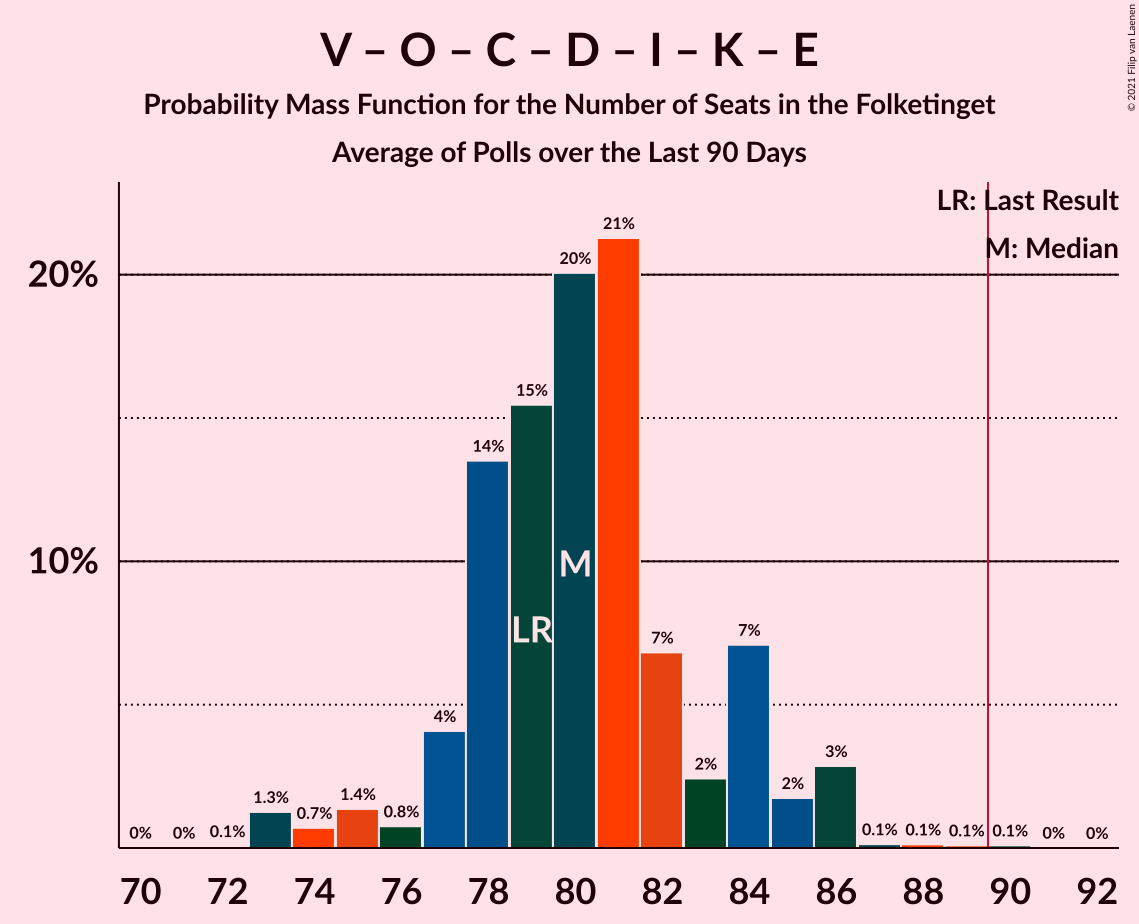 V – O – C – D – I – K – E
Probability Mass Function for the Number of Seats in the Folketinget
Average of Polls over the Last 90 Days
© 2021 Filip van Laenen
LR: Last Result
M: Median
20%
10%
0%
0%
0.1%
1.3%
0.7%
1.4%
0.8%
4%
14%
15%
20%
21%
7%
2%
7%
2%
3%
0.1%
0.1%
0.1%
0.1%
0%
0%
LR
M
70 72 74 76 78 80 82 84 86 88 90 92